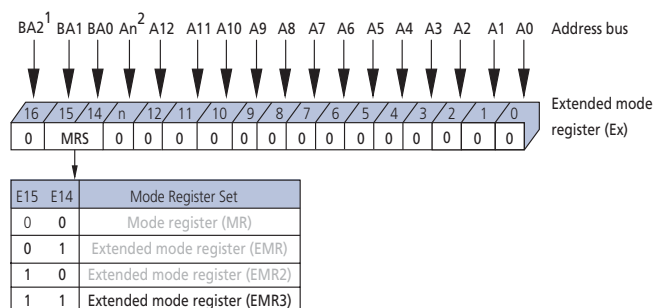 BA2¹ BA1 BA0 An² A12 A11 A10 A9 A8 A7 A6 A5 A4 A3 A2 A1 A0 Address bus
16 15 14 n 12 11 10 9 8 7 6 5 4 3 2 1 0 Extended mode
0 MRS 0 0 0 0 0 0 0 0 0 0 0 0 0 0 register (Ex)
E15 E14 Mode Register Set
0 0 Mode register (MR)
0 1 Extended mode register (EMR)
1 0 Extended mode register (EMR2)
1 1 Extended mode register (EMR3)